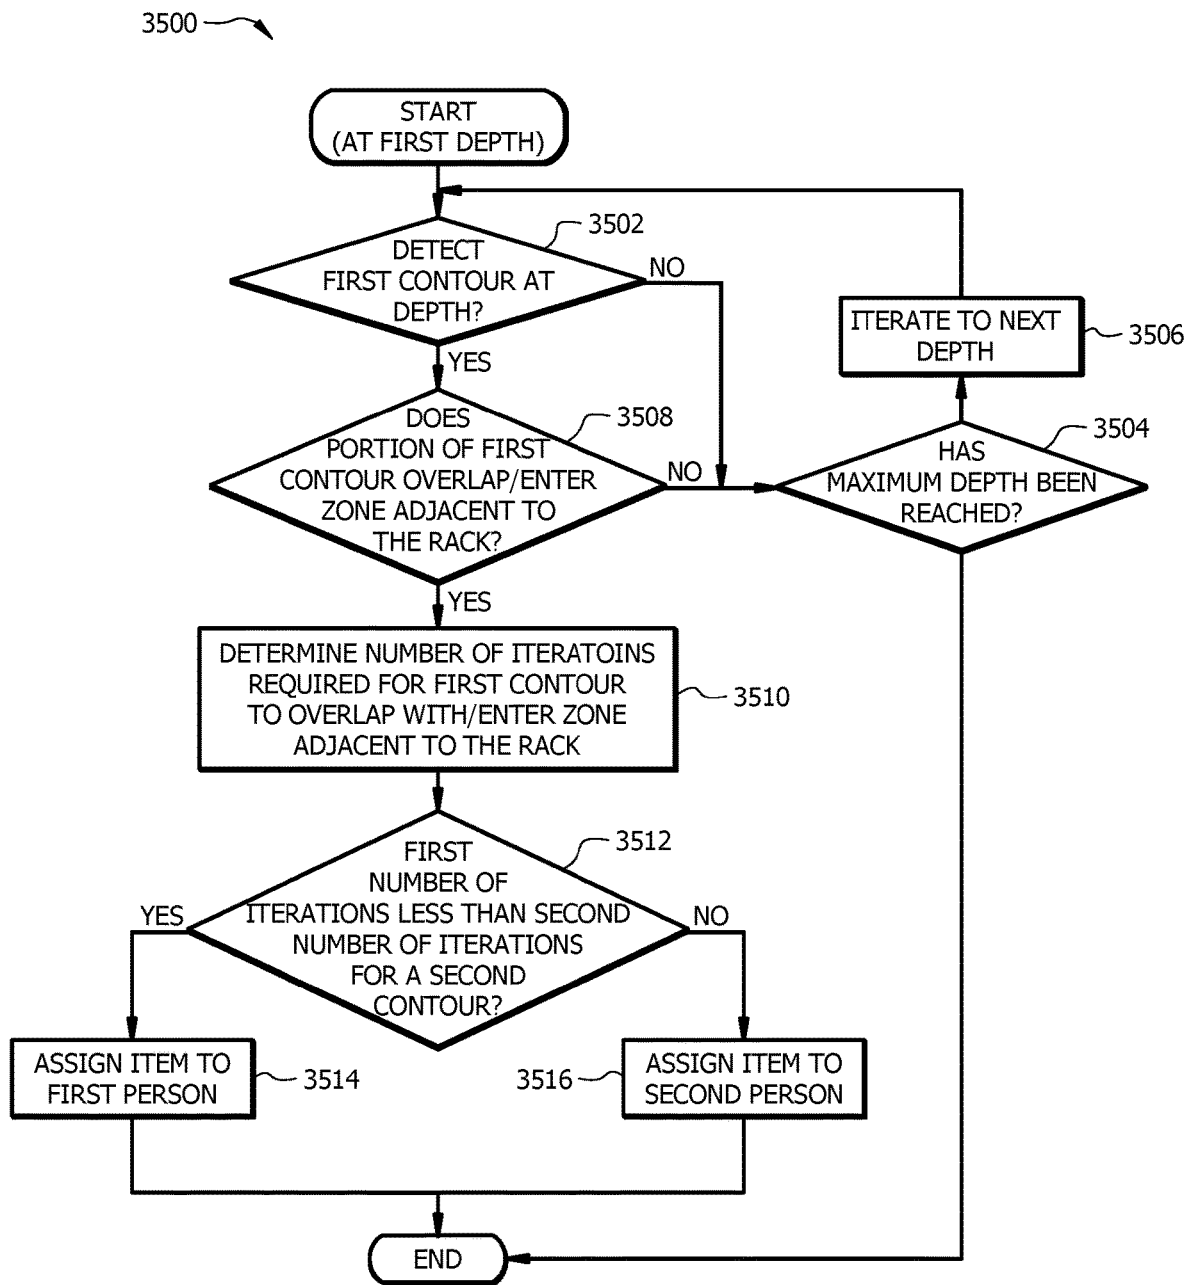 3500
START
(AT FIRST DEPTH)
3502
DETECT
FIRST CONTOUR AT
DEPTH?
NO
YES
ITERATE TO NEXT
DEPTH
3506
DOES
PORTION OF FIRST
CONTOUR OVERLAP/ENTER
ZONE ADJACENT TO
THE RACK?
3508
NO
YES
3504
HAS
MAXIMUM DEPTH BEEN
REACHED?
DETERMINE NUMBER OF ITERATOINS
REQUIRED FOR FIRST CONTOUR
TO OVERLAP WITH/ENTER ZONE
ADJACENT TO THE RACK
3510
3512
FIRST
NUMBER OF
ITERATIONS LESS THAN SECOND
NUMBER OF ITERATIONS
FOR A SECOND
CONTOUR?
YES
NO
ASSIGN ITEM TO
FIRST PERSON
3514
3516
ASSIGN ITEM TO
SECOND PERSON
END